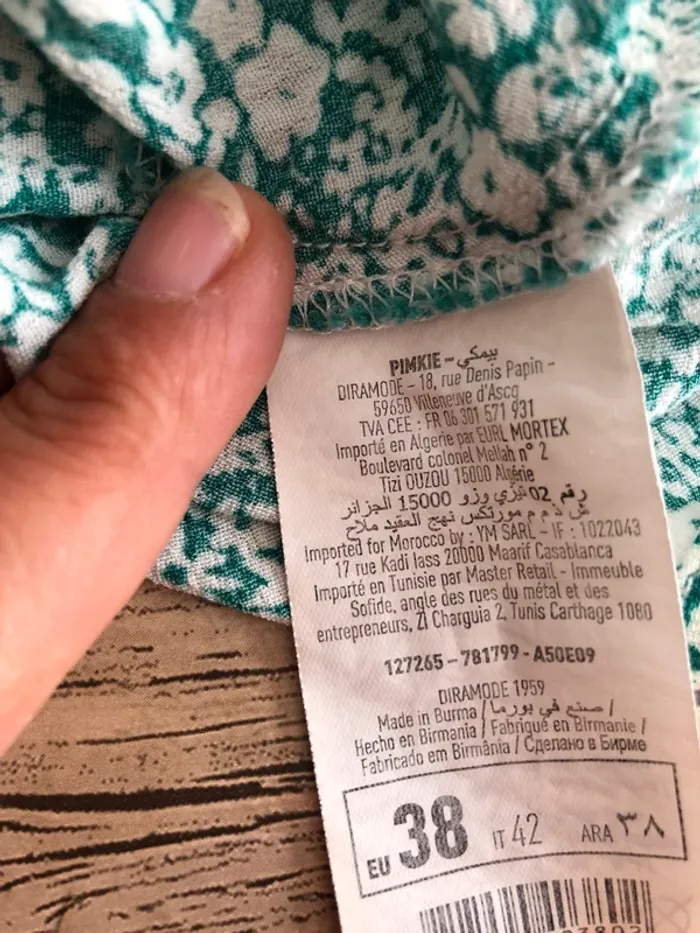 PIMKIE – بيمكي
DIRAMODE – 18, rue Denis Papin –
59650 Villeneuve d'Ascq
TVA CEE : FR 06 301 571 931
Importé en Algerie par EURL MORTEX
Boulevard colonel Mellah n° 2
Tizi OUZOU 15000 Algérie
رقم 02 تيزي وزو 15000 الجزائر
ش ذ م م مورتكس نهج العقيد ملاح
Imported for Morocco by : YM SARL – IF : 1022043
17 rue Kadi Iass 20000 Maarif Casablanca
Importé en Tunisie par Master Retail - Immeuble
Sofide, angle des rues du métal et des
entrepreneurs, ZI Charguia 2, Tunis Carthage 1080
127265 – 781799 - A50E09
DIRAMODE 1959
Made in Burma / صنع في بورما /
Hecho en Birmania / Fabriqué en Birmanie /
Fabricado em Birmânia / Сделано в Бирме
EU 38 IT 42 ARA ٣٨